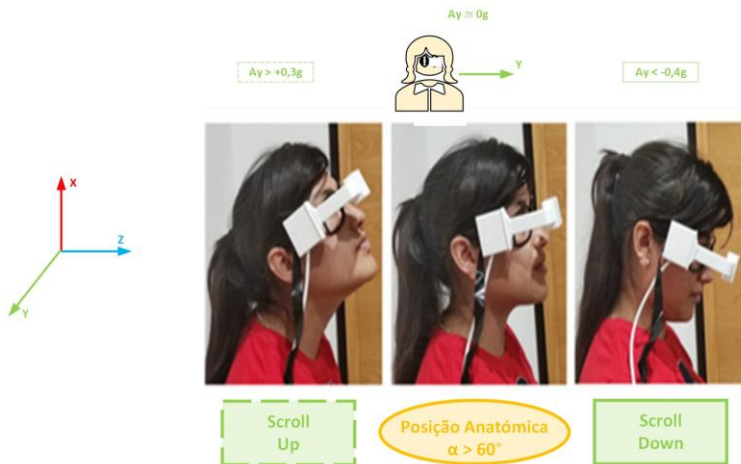 Ay ≅ 0g
Ay > +0,3g
Y
Ay < -0,4g
X
Z
Y
Scroll
Up
Posição Anatómica
α > 60°
Scroll
Down